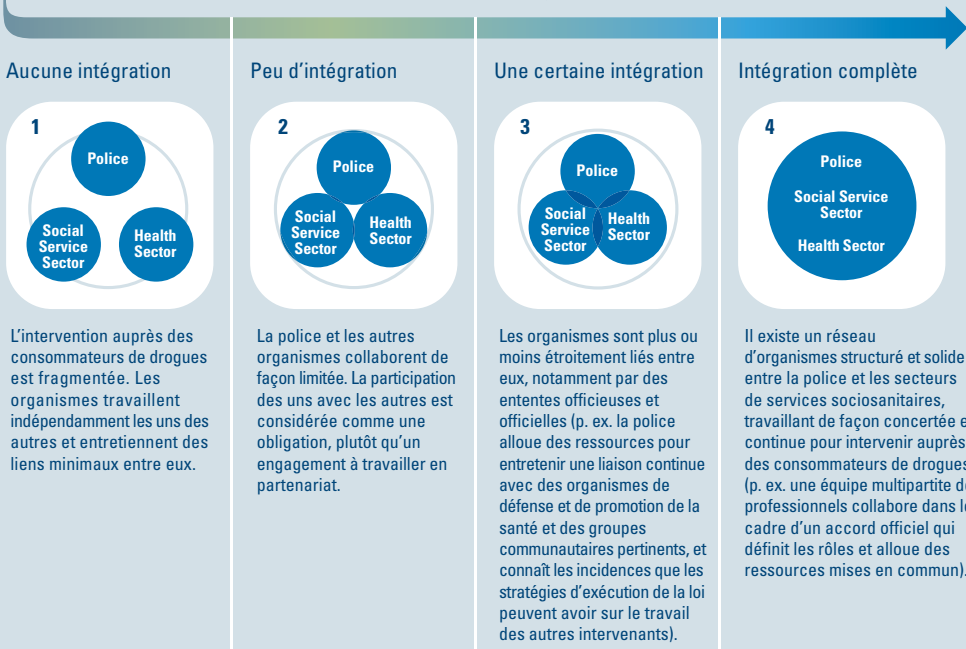 Aucune intégration
1
Police
Social
Service
Sector
Health
Sector
L'intervention auprès des
consommateurs de drogues
est fragmentée. Les
organismes travaillent
indépendamment les uns des
autres et entretiennent des
liens minimaux entre eux.
Peu d'intégration
2
Police
Social
Service
Sector
Health
Sector
La police et les autres
organismes collaborent de
façon limitée. La participation
des uns avec les autres est
considérée comme une
obligation, plutôt qu'un
engagement à travailler en
partenariat.
Une certaine intégration
3
Police
Social
Service
Sector
Health
Sector
Les organismes sont plus ou
moins étroitement liés entre
eux, notamment par des
ententes officieuses et
officielles (p. ex. la police
alloue des ressources pour
entretenir une liaison continue
avec des organismes de
défense et de promotion de la
santé et des groupes
communautaires pertinents, et
connaît les incidences que les
stratégies d'exécution de la loi
peuvent avoir sur le travail
des autres intervenants).
Intégration complète
4
Police
Social Service
Sector
Health Sector
Il existe un réseau
d'organismes structuré et solide
entre la police et les secteurs
de services sociosanitaires,
travaillant de façon concertée
continue pour intervenir auprès
des consommateurs de drogues
(p. ex. une équipe multipartite
professionnels collabore dans
cadre d'un accord officiel qui
définit les rôles et alloue des
ressources mises en commun).